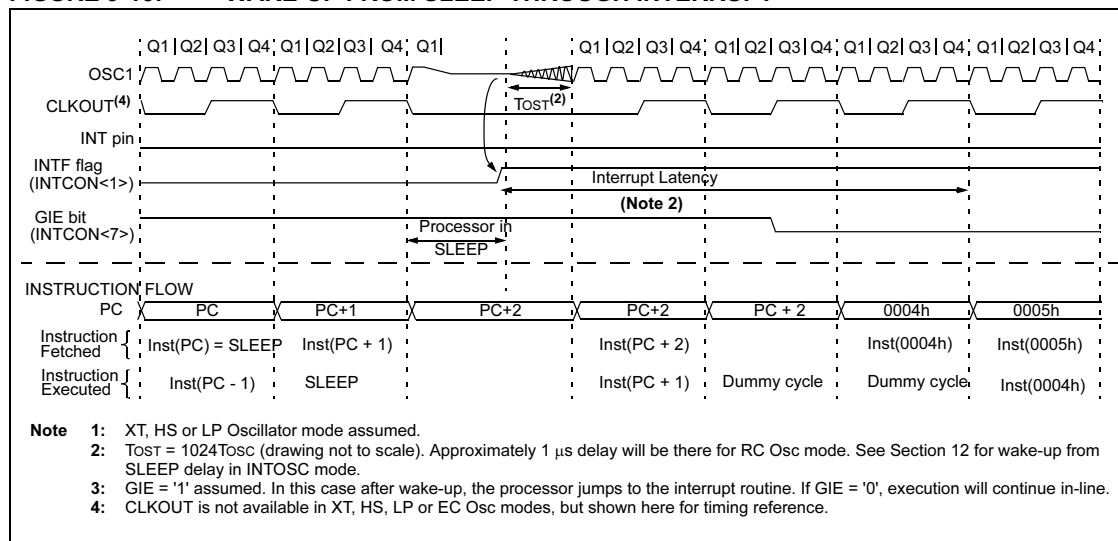 Q1 Q2 Q3 Q4 Q1 Q2 Q3 Q4 Q1 Q1 Q2 Q3 Q4 Q1 Q2 Q3 Q4 Q1 Q2 Q3 Q4 Q1 Q2 Q3 Q4
OSC1
CLKOUT(4)
TOST(2)
INT pin
INTF flag
(INTCON<1>)
Interrupt Latency
(Note 2)
GIE bit
(INTCON<7>)
Processor in
SLEEP
INSTRUCTION FLOW
PC PC PC+1 PC+2 PC+2 PC + 2 0004h 0005h
Instruction
Fetched
Inst(PC) = SLEEP Inst(PC + 1) Inst(PC + 2) Inst(0004h) Inst(0005h)
Instruction
Executed
Inst(PC - 1) SLEEP Inst(PC + 1) Dummy cycle Dummy cycle Inst(0004h)
Note 1: XT, HS or LP Oscillator mode assumed.
2: TOST = 1024TOSC (drawing not to scale). Approximately 1 μs delay will be there for RC Osc mode. See Section 12 for wake-up from
SLEEP delay in INTOSC mode.
3: GIE = '1' assumed. In this case after wake-up, the processor jumps to the interrupt routine. If GIE = '0', execution will continue in-line.
4: CLKOUT is not available in XT, HS, LP or EC Osc modes, but shown here for timing reference.